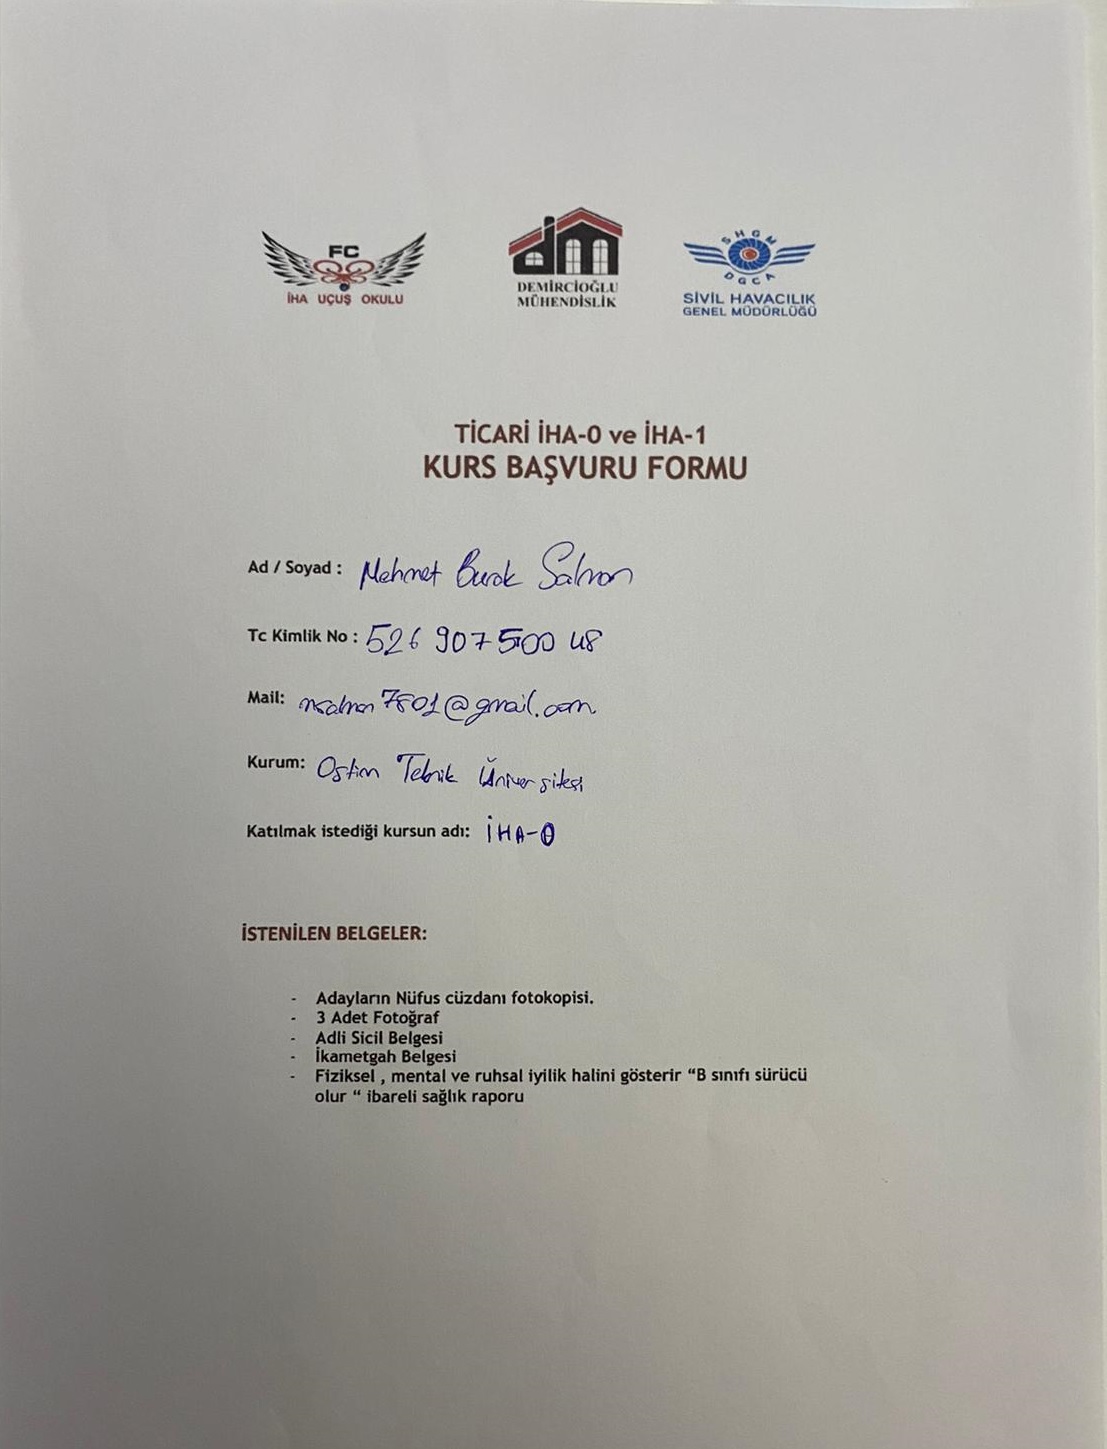 FC
İHA UÇUŞ OKULU
DEMİRCİOĞLU
MÜHENDİSLİK
SHGM
DGCA
SİVİL HAVACILIK
GENEL MÜDÜRLÜĞÜ
TİCARİ İHA-0 ve İHA-1
KURS BAŞVURU FORMU
Ad / Soyad : Mehmet Burak Salman
Tc Kimlik No : 526 907 500 48
Mail: msalman7801@gmail.com
Kurum: Ostim Teknik Üniversitesi
Katılmak istediği kursun adı: İHA-0
İSTENİLEN BELGELER:
- Adayların Nüfus cüzdanı fotokopisi.
- 3 Adet Fotoğraf
- Adli Sicil Belgesi
- İkametgah Belgesi
- Fiziksel , mental ve ruhsal iyilik halini gösterir “B sınıfı sürücü
olur “ ibareli sağlık raporu